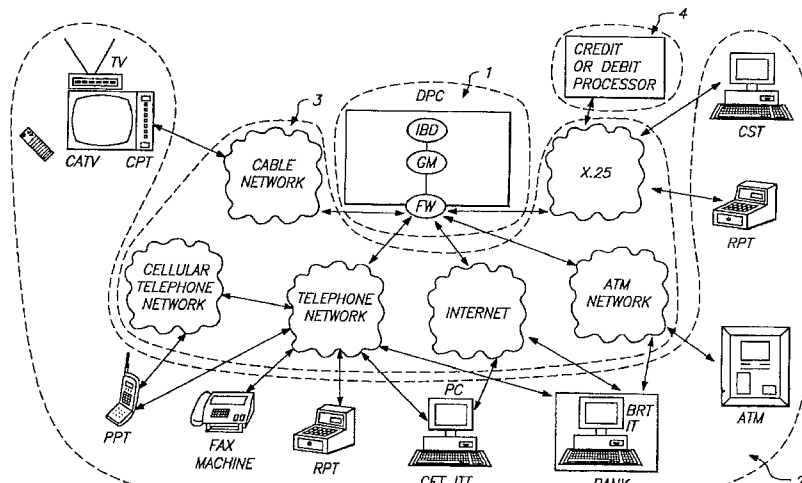 4
CREDIT
OR DEBIT
PROCESSOR
1
TV
3
DPC
IBD
CST
CATV
CPT
CABLE
NETWORK
GM
X.25
FW
RPT
CELLULAR
TELEPHONE
NETWORK
TELEPHONE
NETWORK
INTERNET
ATM
NETWORK
PC
BRT
IT
PPT
FAX
MACHINE
RPT
ATM
BANK
2